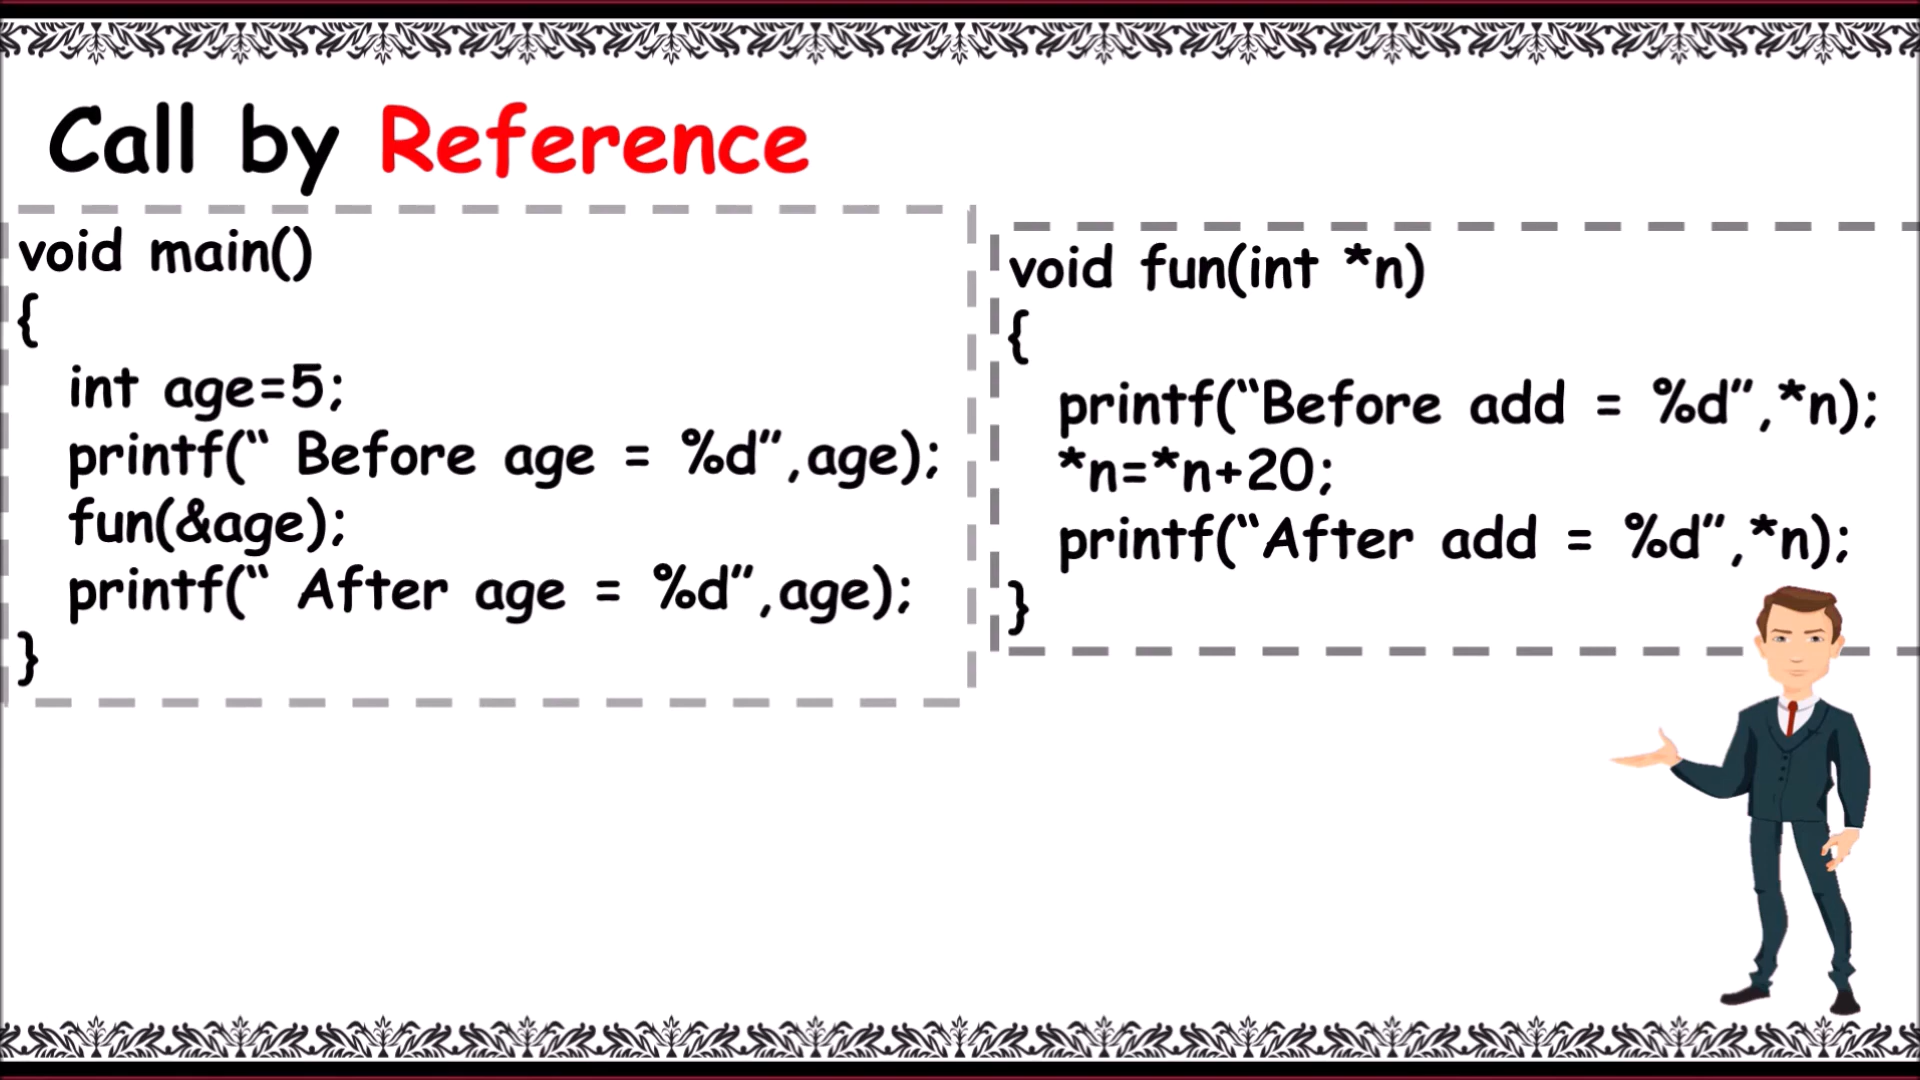 Call by Reference
void main()
{
int age=5;
printf(“ Before age = %d”,age);
fun(&age);
printf(“ After age = %d”,age);
}
void fun(int *n)
{
printf(“Before add = %d”,*n);
*n=*n+20;
printf(“After add = %d”,*n);
}